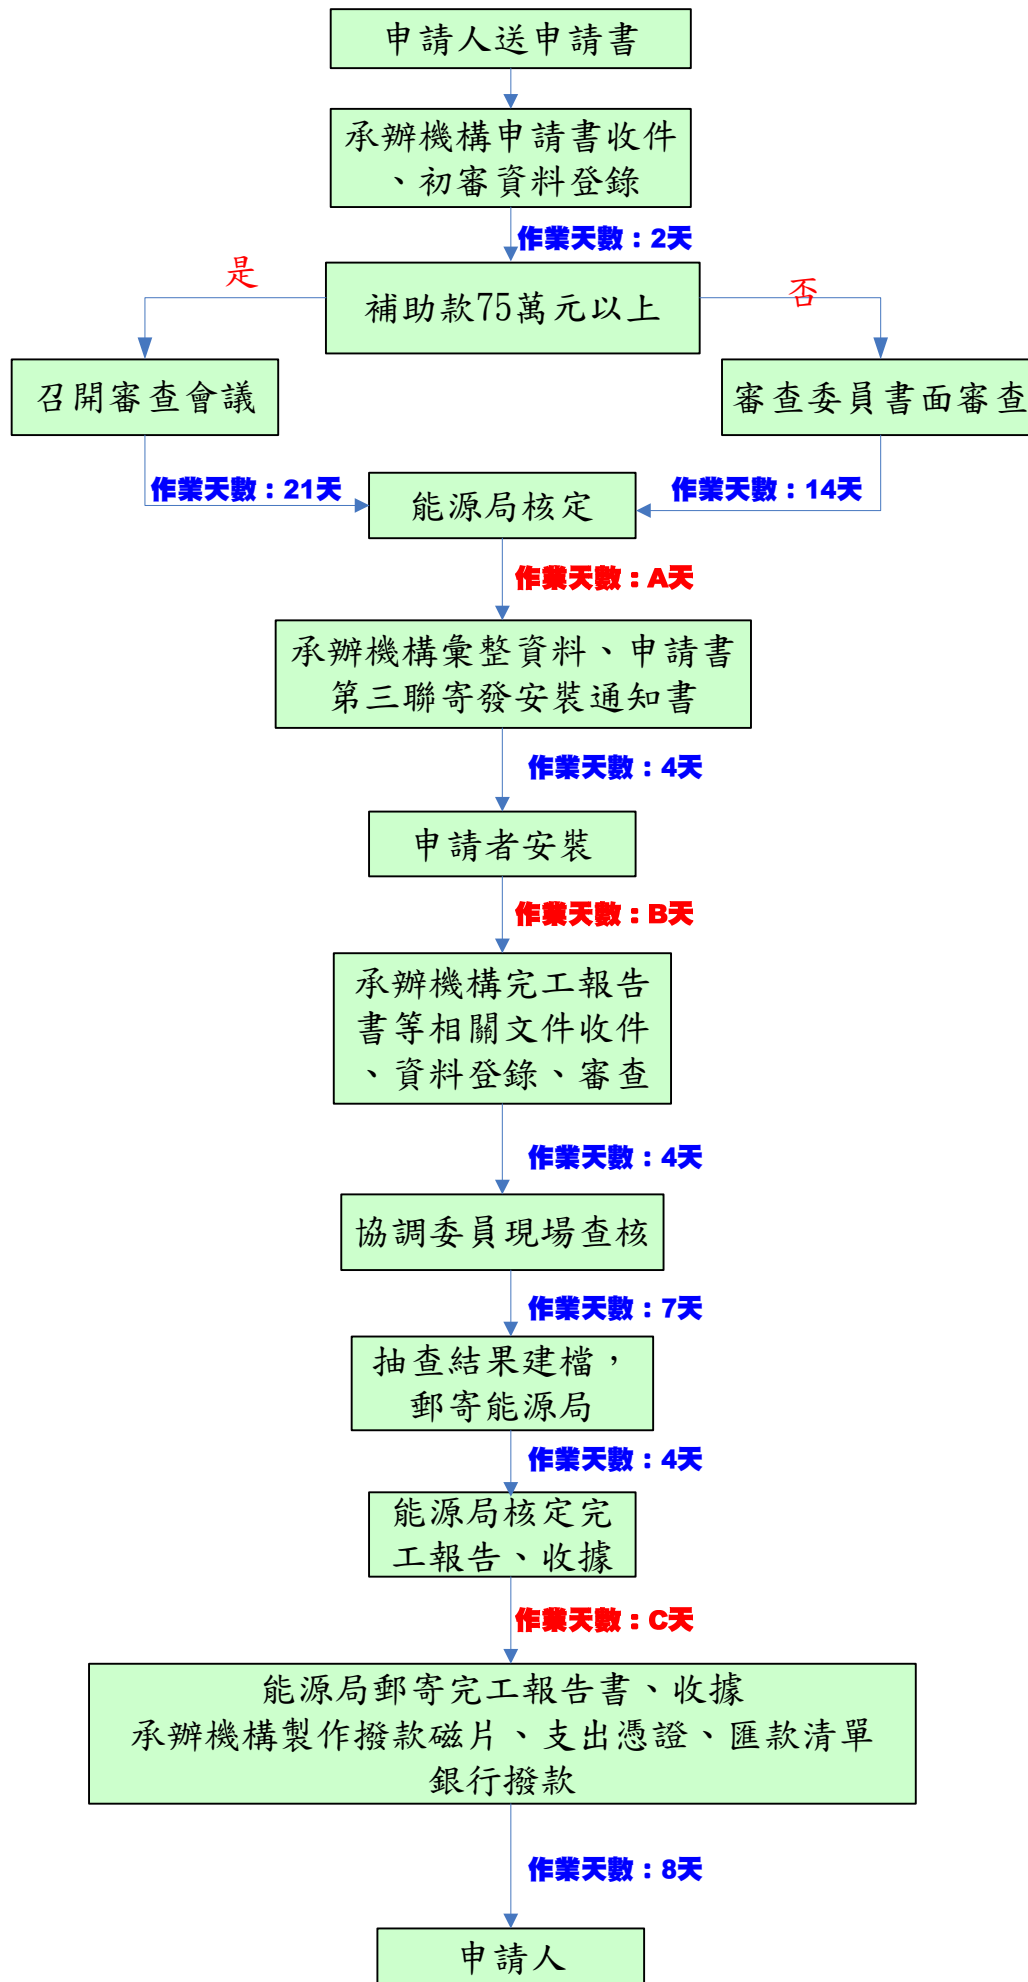 申請人送申請書
承辦機構申請書收件
、初審資料登錄
作業天數：2天
是
否
補助款75萬元以上
召開審查會議
審查委員書面審查
作業天數：21天
作業天數：14天
能源局核定
作業天數：A天
承辦機構彙整資料、申請書
第三聯寄發安裝通知書
作業天數：4天
申請者安裝
作業天數：B天
承辦機構完工報告
書等相關文件收件
、資料登錄、審查
作業天數：4天
協調委員現場查核
作業天數：7天
抽查結果建檔，
郵寄能源局
作業天數：4天
能源局核定完
工報告、收據
作業天數：C天
能源局郵寄完工報告書、收據
承辦機構製作撥款磁片、支出憑證、匯款清單
銀行撥款
作業天數：8天
申請人